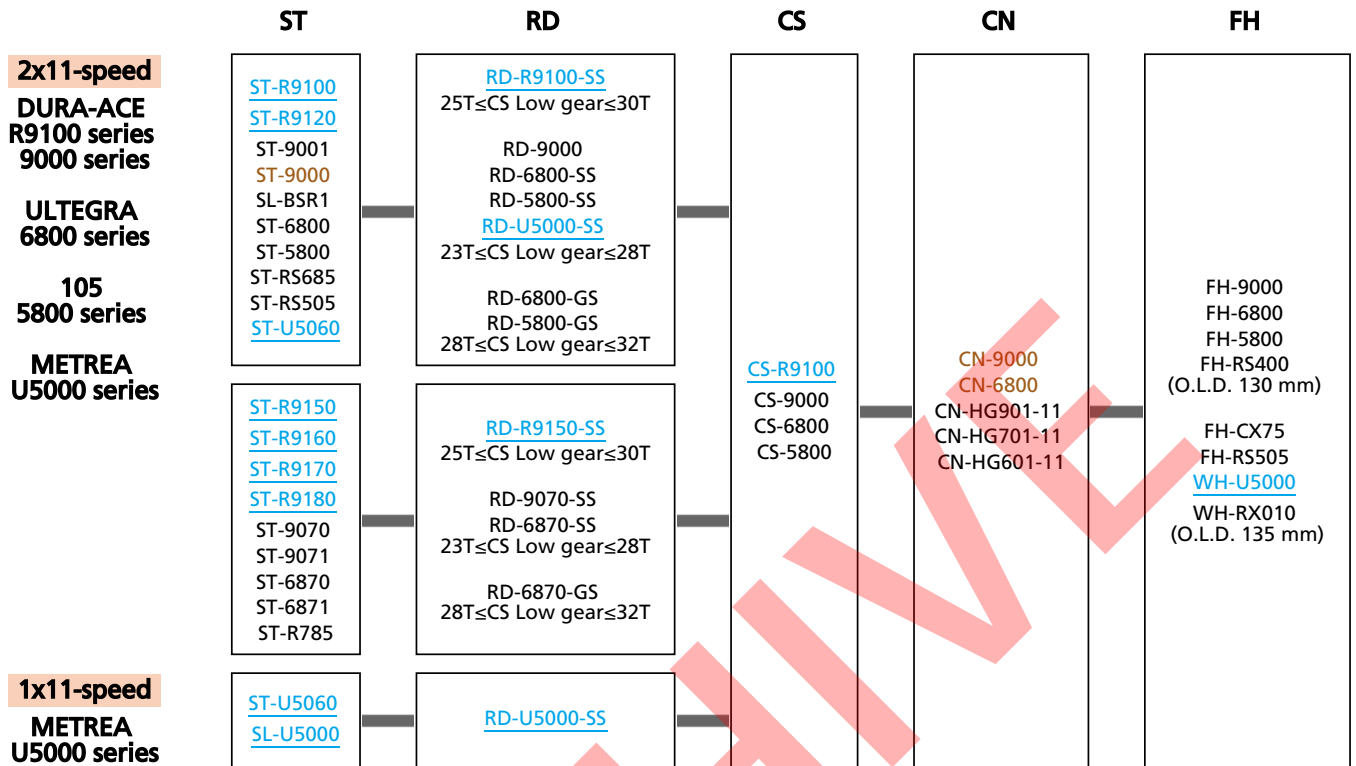 ST RD CS CN FH
2x11-speed
DURA-ACE
R9100 series
9000 series
ULTEGRA
6800 series
105
5800 series
METREA
U5000 series
ST-R9100
ST-R9120
ST-9001
ST-9000
SL-BSR1
ST-6800
ST-5800
ST-RS685
ST-RS505
ST-U5060
RD-R9100-SS
25T≤CS Low gear≤30T
RD-9000
RD-6800-SS
RD-5800-SS
RD-U5000-SS
23T≤CS Low gear≤28T
RD-6800-GS
RD-5800-GS
28T≤CS Low gear≤32T
ST-R9150
ST-R9160
ST-R9170
ST-R9180
ST-9070
ST-9071
ST-6870
ST-6871
ST-R785
RD-R9150-SS
25T≤CS Low gear≤30T
RD-9070-SS
RD-6870-SS
23T≤CS Low gear≤28T
RD-6870-GS
28T≤CS Low gear≤32T
CS-R9100
CS-9000
CS-6800
CS-5800
CN-9000
CN-6800
CN-HG901-11
CN-HG701-11
CN-HG601-11
FH-9000
FH-6800
FH-5800
FH-RS400
(O.L.D. 130 mm)
FH-CX75
FH-RS505
WH-U5000
WH-RX010
(O.L.D. 135 mm)
1x11-speed
METREA
U5000 series
ST-U5060
SL-U5000
RD-U5000-SS
HIVE